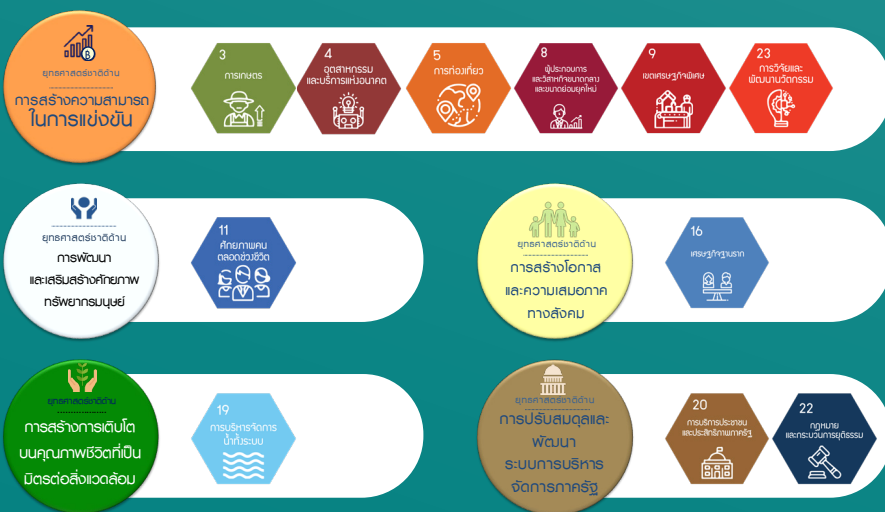 ยุทธศาสตร์ชาติด้าน
การสร้างความสามารถ
ในการแข่งขัน
3
การเกษตร
4
อุตสาหกรรม
และบริการแห่งอนาคต
5
การท่องเที่ยว
8
ผู้ประกอบการ
และวิสาหกิจขนาดกลาง
และขนาดย่อมยุคใหม่
9
เขตเศรษฐกิจพิเศษ
23
การวิจัยและ
พัฒนานวัตกรรม
ยุทธศาสตร์ชาติด้าน
การพัฒนา
และเสริมสร้างศักยภาพ
ทรัพยากรมนุษย์
11
ศักยภาพคน
ตลอดช่วงชีวิต
ยุทธศาสตร์ชาติด้าน
การสร้างโอกาส
และความเสมอภาค
ทางสังคม
16
เศรษฐกิจฐานราก
ยุทธศาสตร์ชาติด้าน
การสร้างการเติบโต
บนคุณภาพชีวิตที่เป็น
มิตรต่อสิ่งแวดล้อม
19
การบริหารจัดการ
น้ำทั้งระบบ
ยุทธศาสตร์ชาติด้าน
การปรับสมดุลและ
พัฒนา
ระบบการบริหาร
จัดการภาครัฐ
20
การบริการประชาชน
และประสิทธิภาพภาครัฐ
22
กฎหมาย
และกระบวนการยุติธรรม